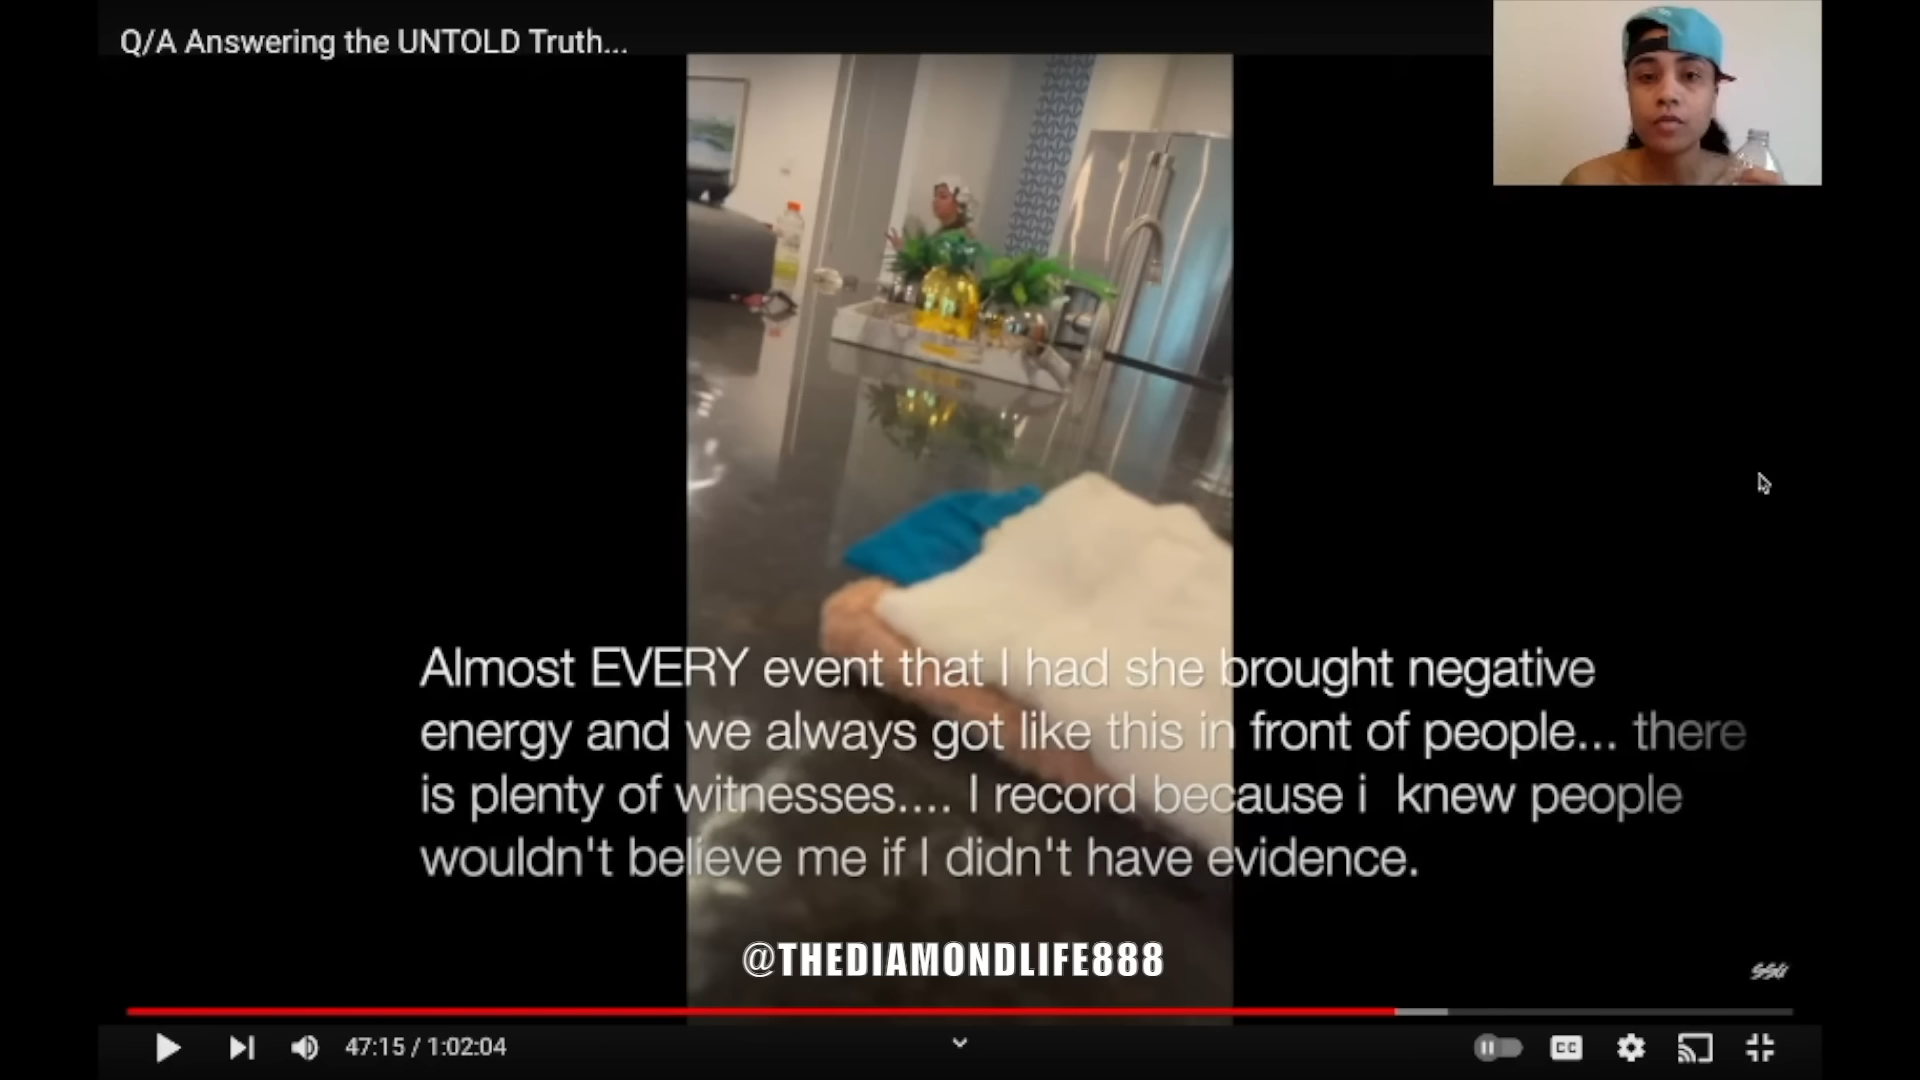 Q/A Answering the UNTOLD Truth...
Almost EVERY event that I had she brought negative
energy and we always got like this in front of people... there
is plenty of witnesses.... I record because i  knew people
wouldn't believe me if I didn't have evidence.
@THEDIAMONDLIFE888
47:15 / 1:02:04
CC